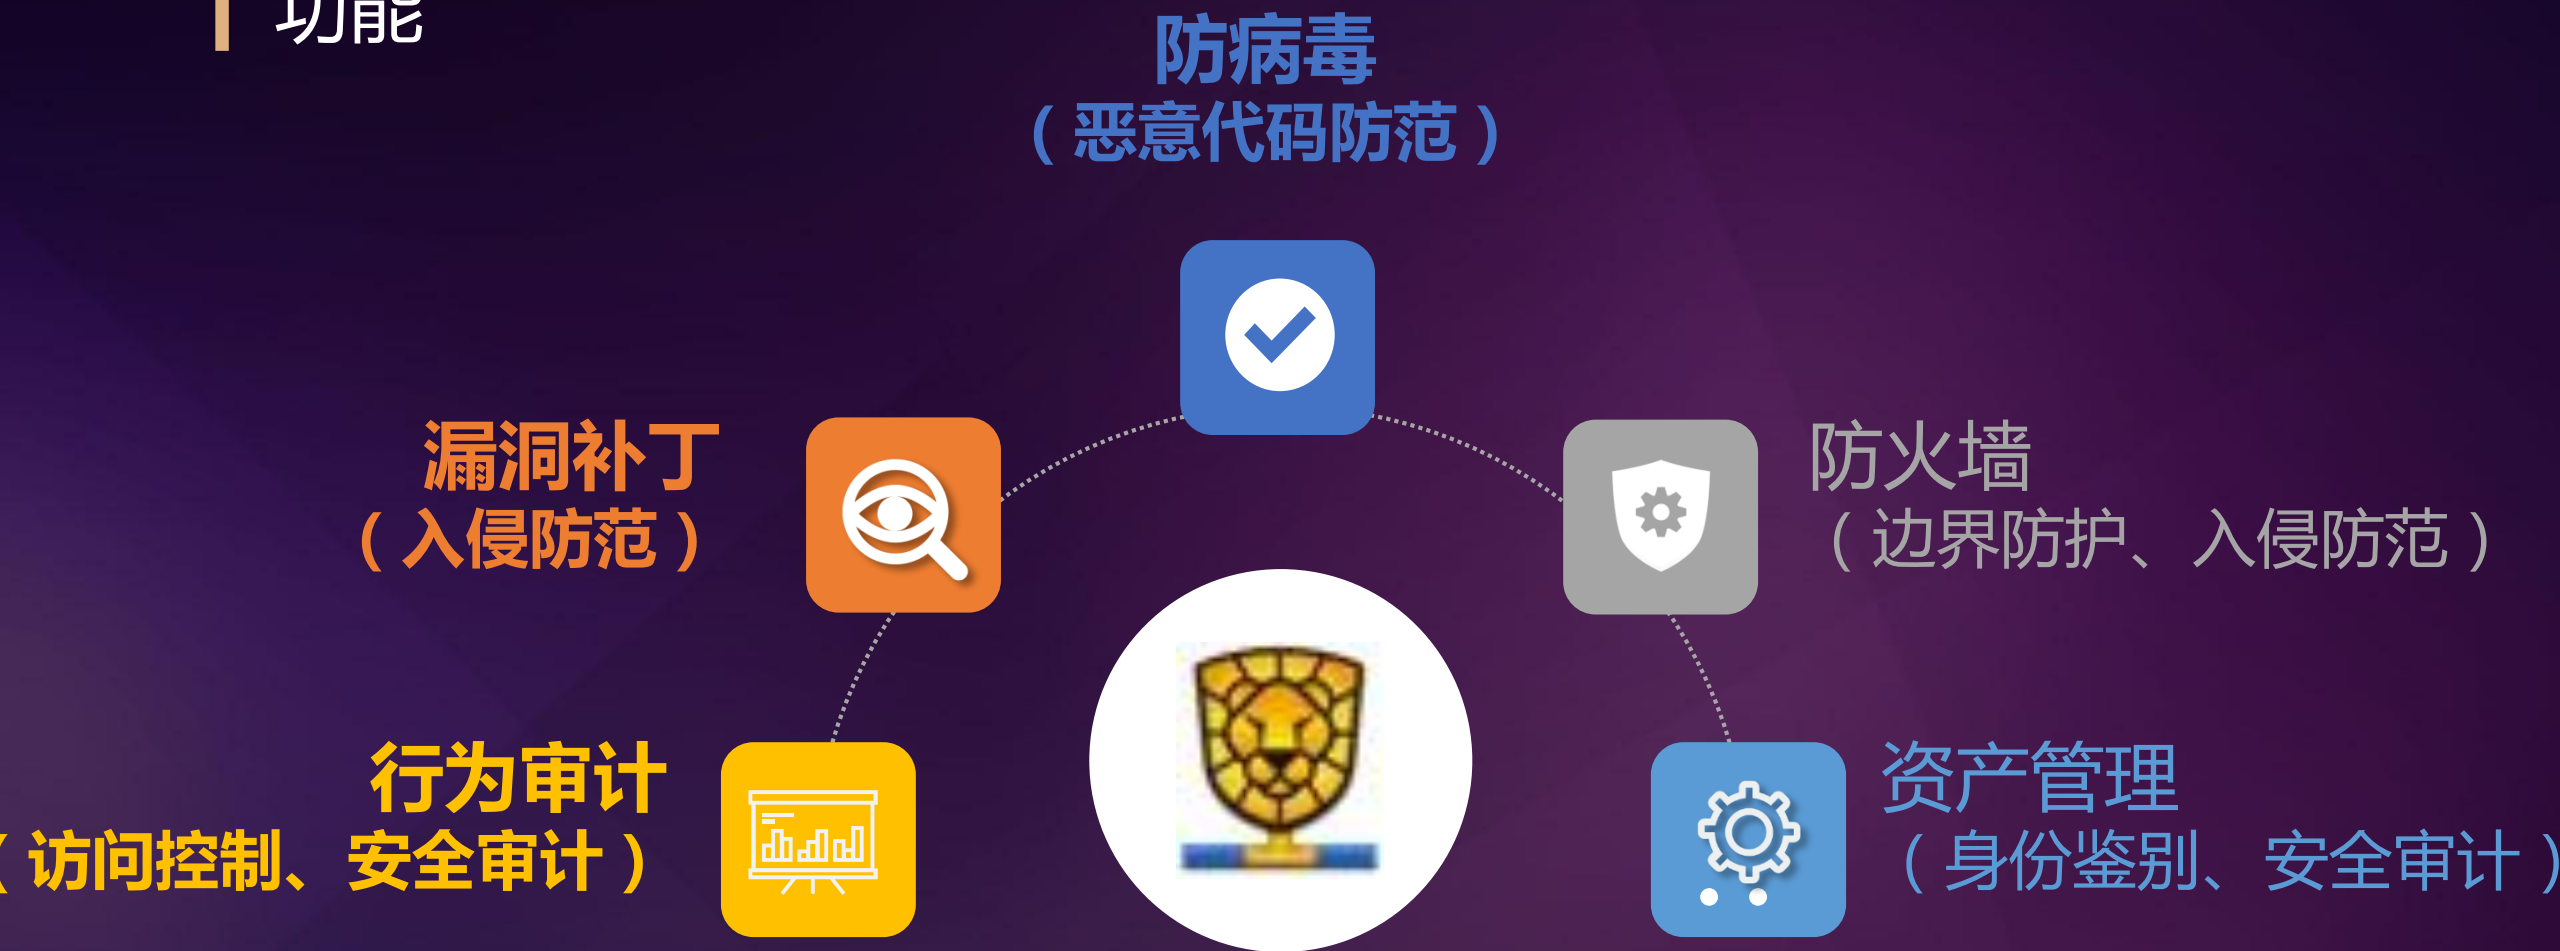 功能
防病毒
（恶意代码防范）
漏洞补丁
（入侵防范）
防火墙
（边界防护、入侵防范）
行为审计
（访问控制、安全审计）
资产管理
（身份鉴别、安全审计）